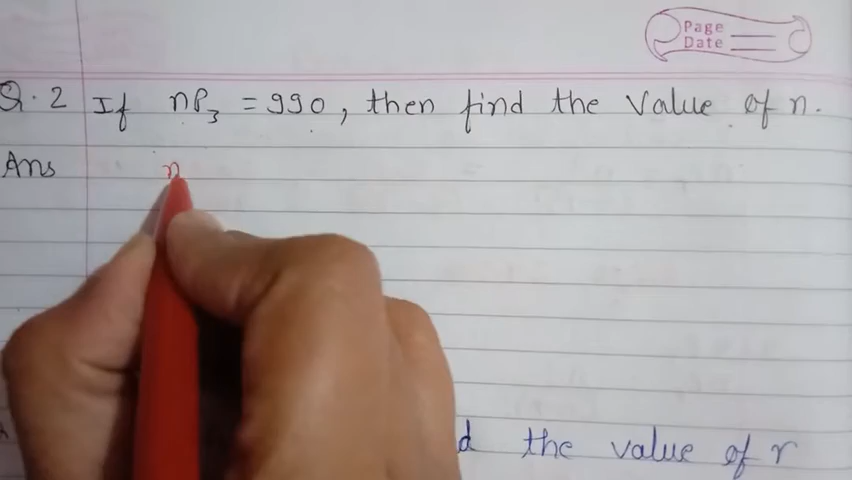 Page
Date
Q.2 If nP₃ = 990, then find the value of n.
Ans n
the value of r